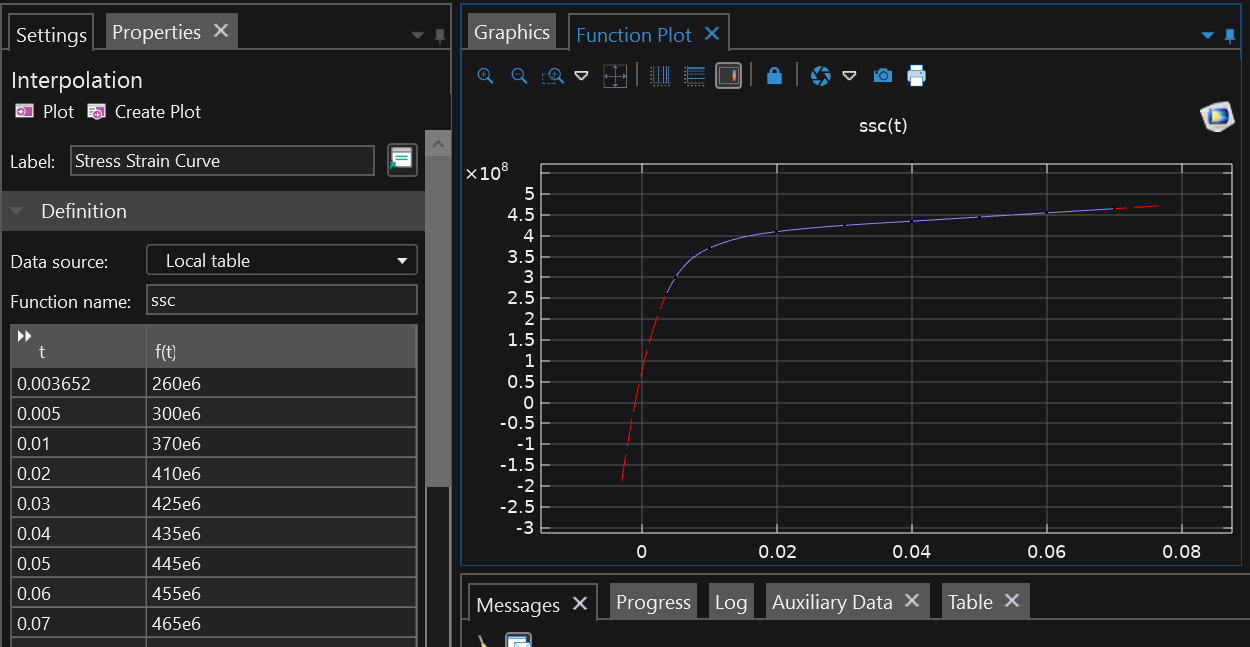 Settings
Properties
Interpolation
Plot
Create Plot
Label:
Stress Strain Curve
Definition
Data source:
Local table
Function name:
ssc
t f(t)
0.003652 260e6
0.005 300e6
0.01 370e6
0.02 410e6
0.03 425e6
0.04 435e6
0.05 445e6
0.06 455e6
0.07 465e6
Graphics
Function Plot
ssc(t)
×10⁸
5
4.5
4
3.5
3
2.5
2
1.5
1
0.5
0
-0.5
-1
-1.5
-2
-2.5
-3
0 0.02 0.04 0.06 0.08
Messages
Progress
Log
Auxiliary Data
Table